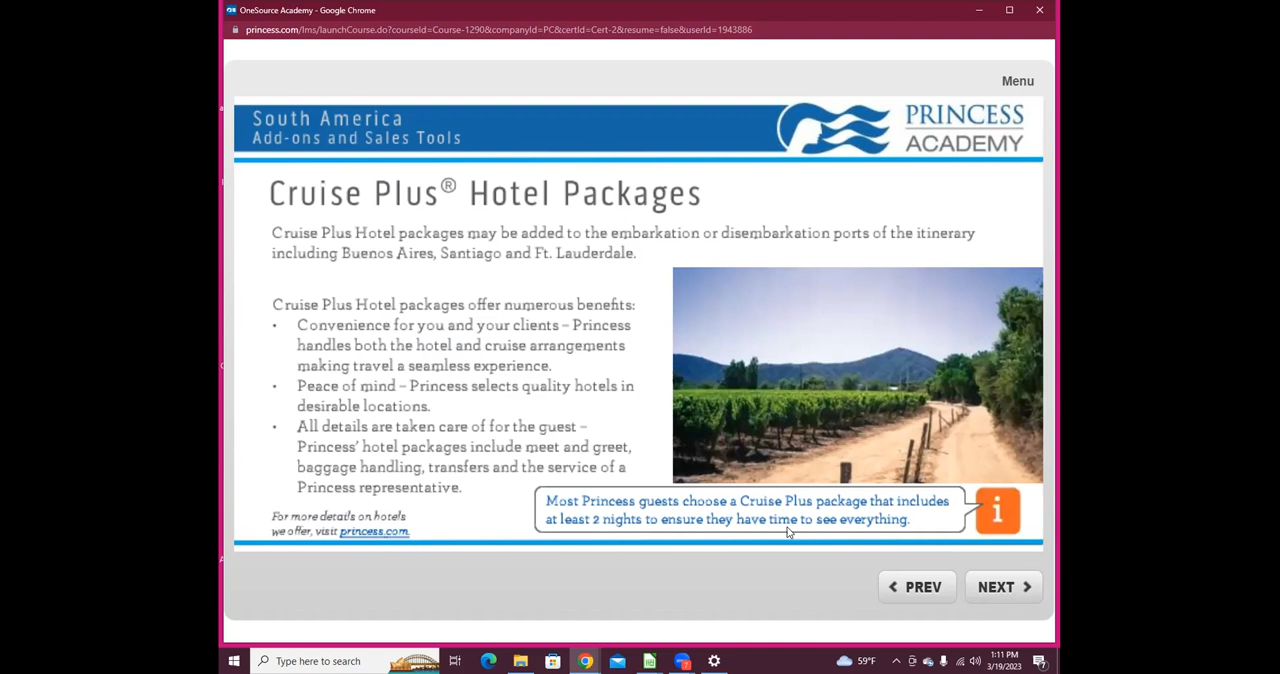 OneSource Academy - Google Chrome
princess.com/lms/launchCourse.do?courseId=Course-1290&companyId=PC&certId=Cert-2&resume=false&userId=1943886
Menu
South America
Add-ons and Sales Tools
PRINCESS
ACADEMY
Cruise Plus® Hotel Packages
Cruise Plus Hotel packages may be added to the embarkation or disembarkation ports of the itinerary
including Buenos Aires, Santiago and Ft. Lauderdale.
Cruise Plus Hotel packages offer numerous benefits:
• Convenience for you and your clients – Princess
handles both the hotel and cruise arrangements
making travel a seamless experience.
• Peace of mind – Princess selects quality hotels in
desirable locations.
• All details are taken care of for the guest –
Princess' hotel packages include meet and greet,
baggage handling, transfers and the service of a
Princess representative.
For more details on hotels
we offer, visit princess.com.
Most Princess guests choose a Cruise Plus package that includes
at least 2 nights to ensure they have time to see everything.
i
PREV
NEXT
Type here to search
59°F
1:11 PM
3/19/2023